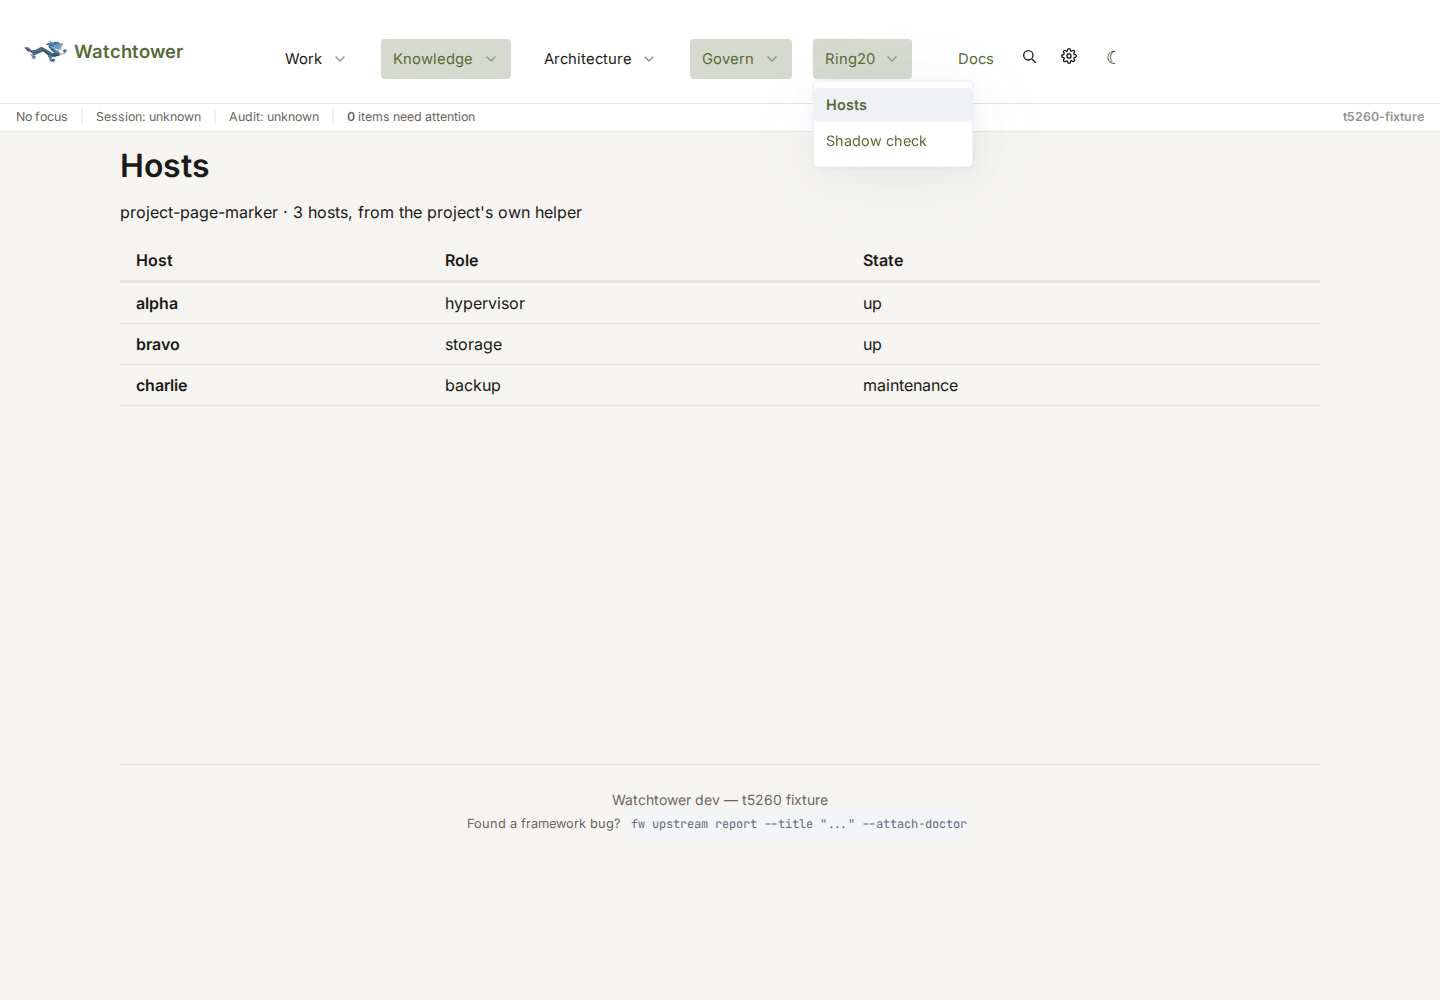 Watchtower
Work
Knowledge
Architecture
Govern
Ring20
Docs
Hosts
Shadow check
No focus
Session: unknown
Audit: unknown
0 items need attention
t5260-fixture
Hosts
project-page-marker · 3 hosts, from the project's own helper
Host Role State
alpha hypervisor up
bravo storage up
charlie backup maintenance
Watchtower dev — t5260 fixture
Found a framework bug? fw upstream report --title "..." --attach-doctor